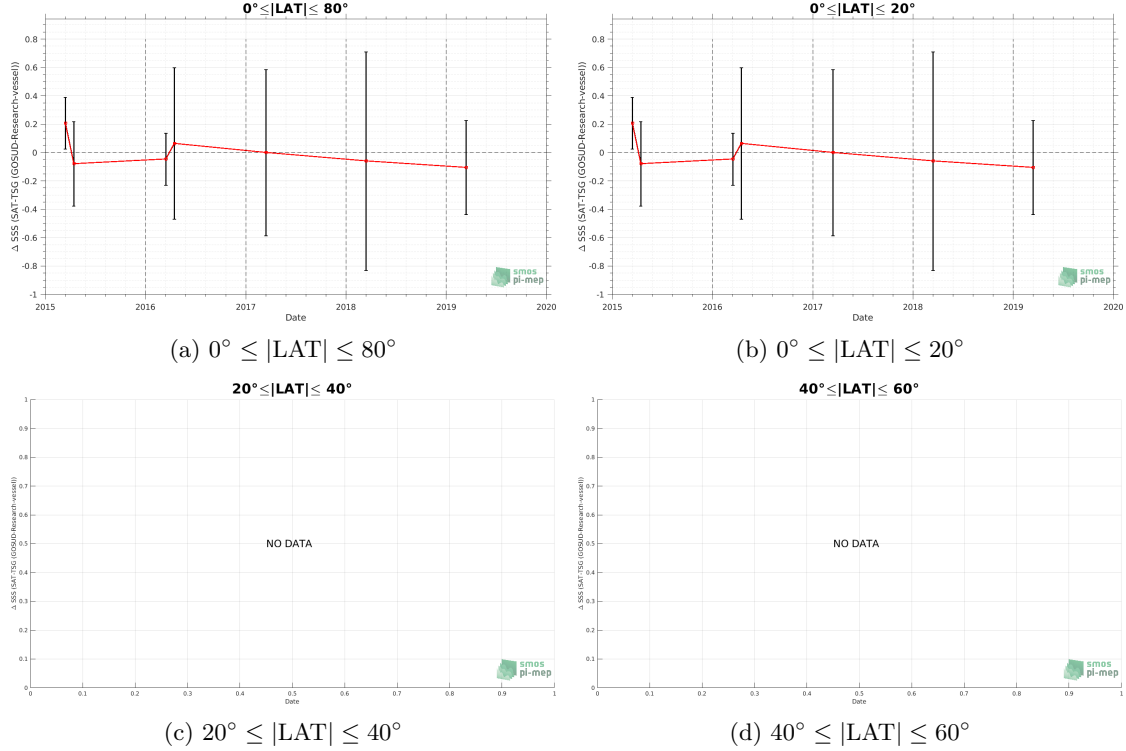 0°≤|LAT|≤ 80°
Δ SSS (SAT-TSG (GOSUD-Research-vessel))
0.8
0.6
0.4
0.2
0
-0.2
-0.4
-0.6
-0.8
-1
2015 2016 2017 2018 2019 2020
Date
smos
pi-mep
(a) 0° ≤ |LAT| ≤ 80°
0°≤|LAT|≤ 20°
Δ SSS (SAT-TSG (GOSUD-Research-vessel))
0.8
0.6
0.4
0.2
0
-0.2
-0.4
-0.6
-0.8
-1
2015 2016 2017 2018 2019 2020
Date
smos
pi-mep
(b) 0° ≤ |LAT| ≤ 20°
20°≤|LAT|≤ 40°
Δ SSS (SAT-TSG (GOSUD-Research-vessel))
1
0.9
0.8
0.7
0.6
0.5
0.4
0.3
0.2
0.1
0
NO DATA
0 0.1 0.2 0.3 0.4 0.5 0.6 0.7 0.8 0.9 1
Date
smos
pi-mep
(c) 20° ≤ |LAT| ≤ 40°
40°≤|LAT|≤ 60°
Δ SSS (SAT-TSG (GOSUD-Research-vessel))
1
0.9
0.8
0.7
0.6
0.5
0.4
0.3
0.2
0.1
0
NO DATA
0 0.1 0.2 0.3 0.4 0.5 0.6 0.7 0.8 0.9 1
Date
smos
pi-mep
(d) 40° ≤ |LAT| ≤ 60°